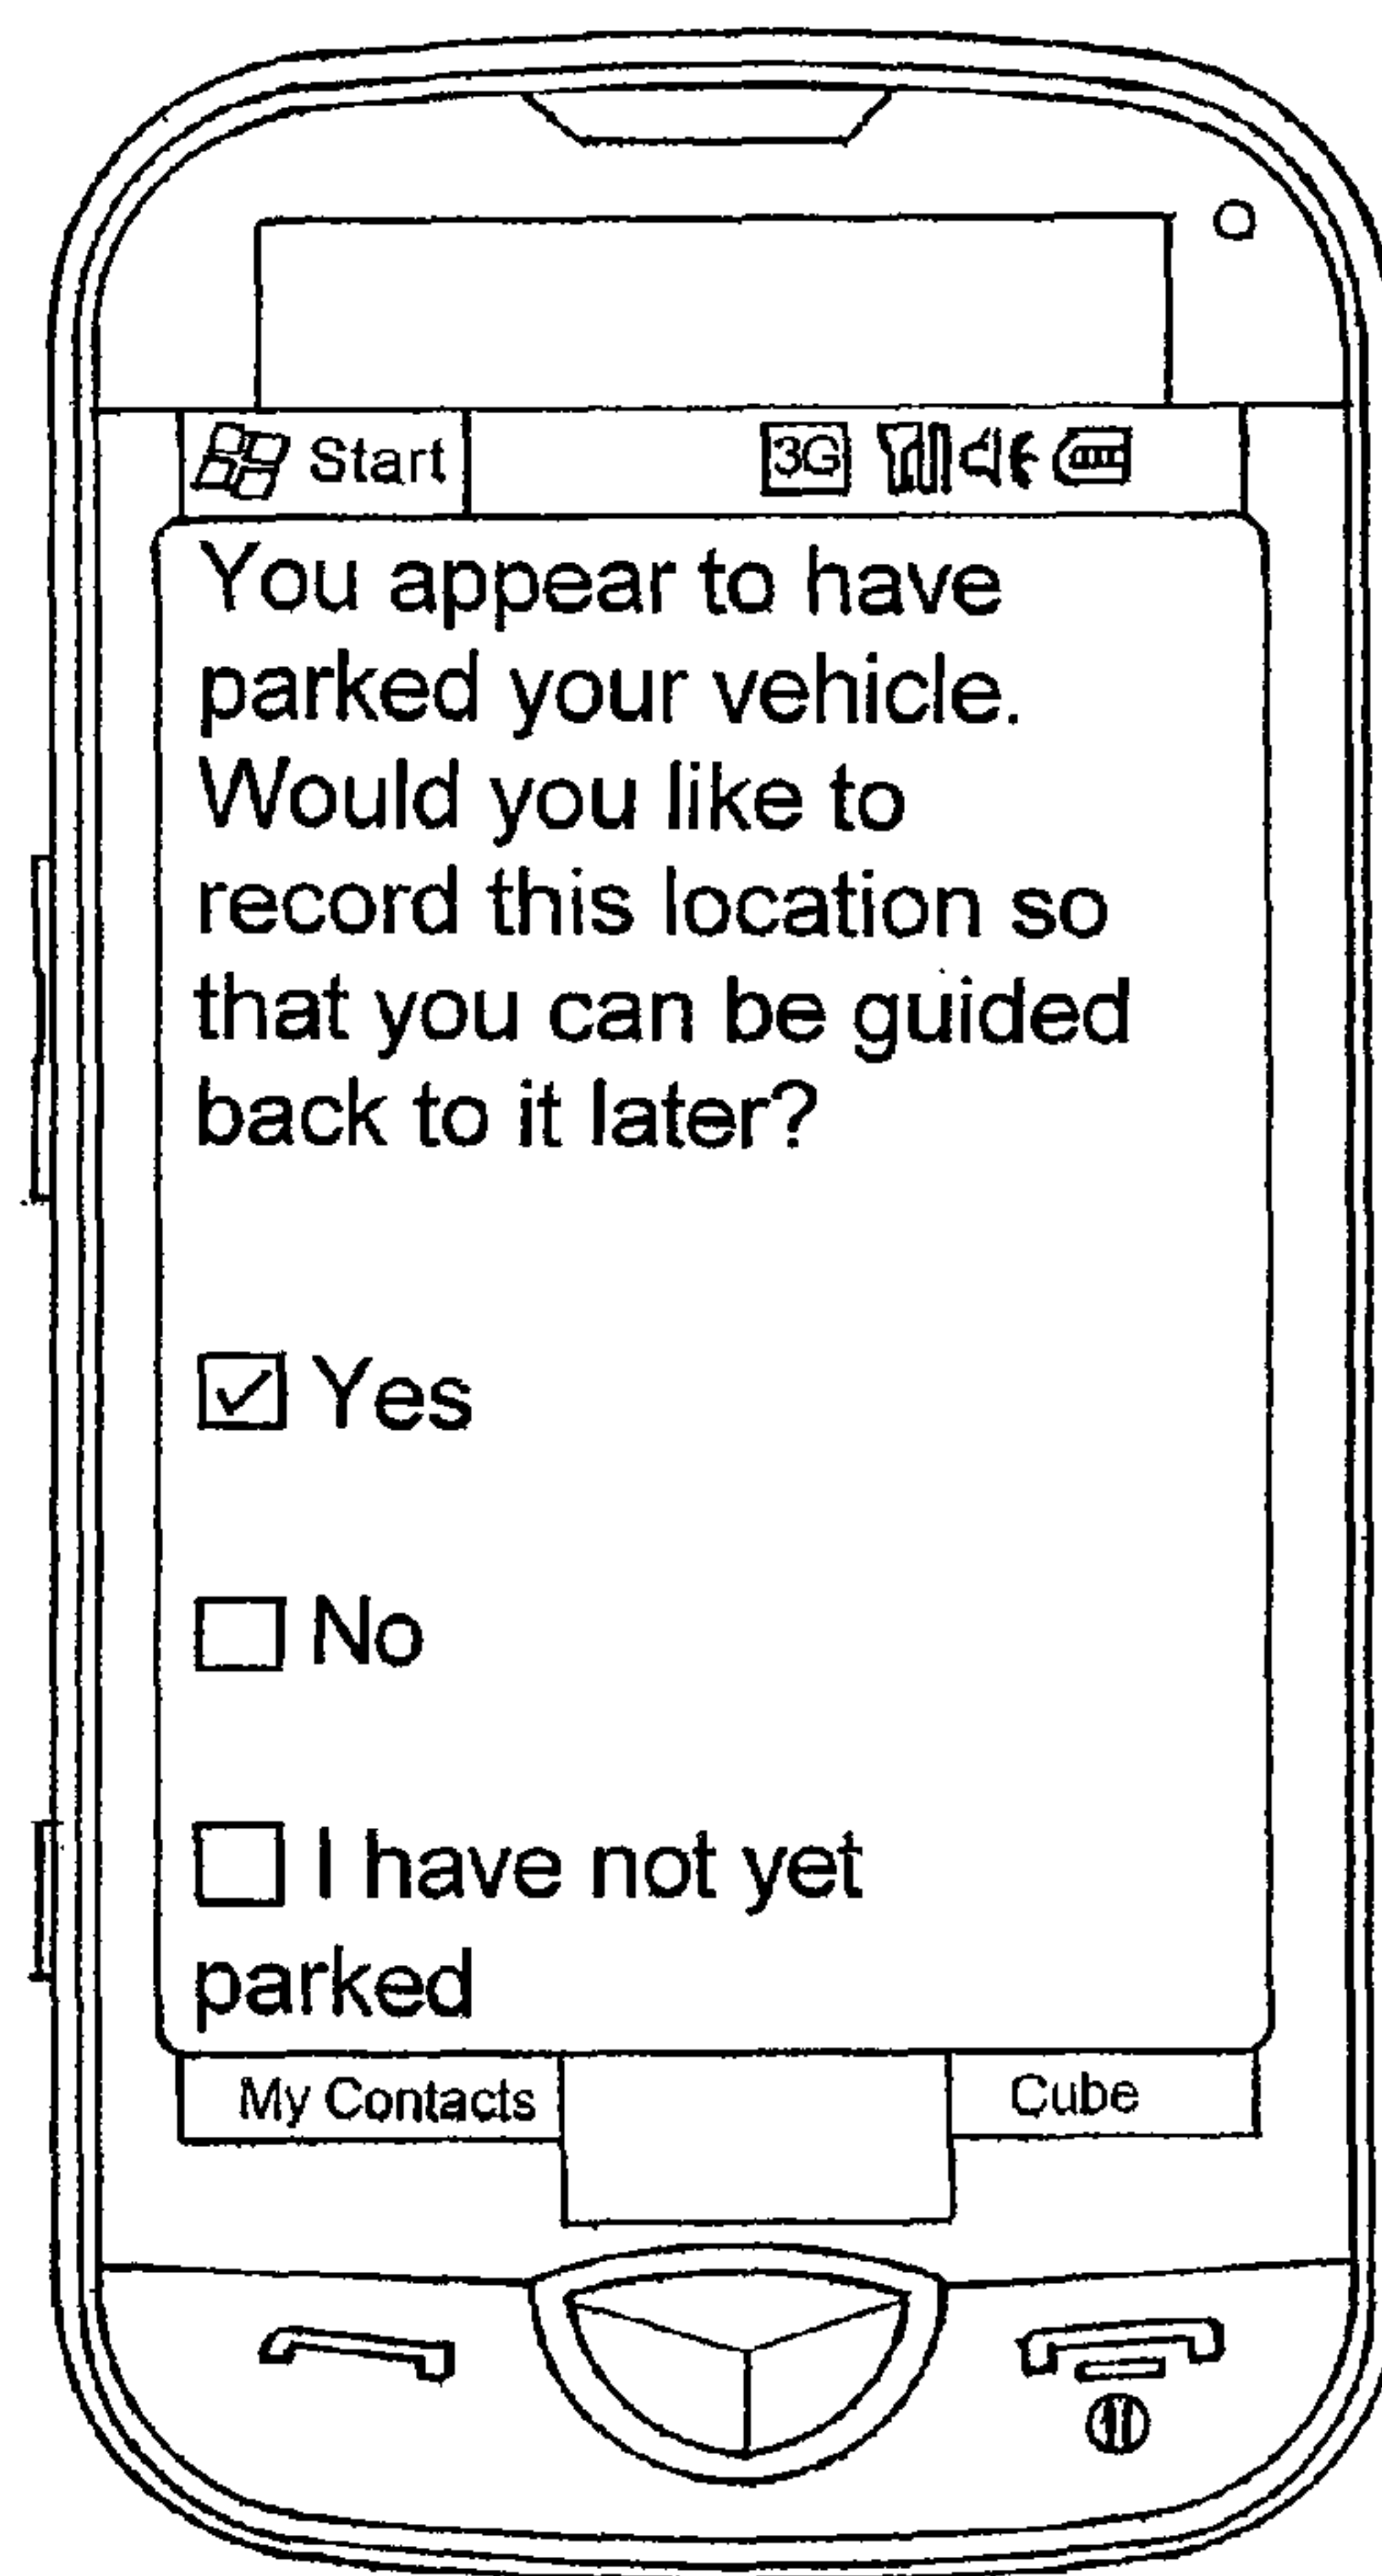 Start 3G
You appear to have
parked your vehicle.
Would you like to
record this location so
that you can be guided
back to it later?
Yes
No
I have not yet
parked
My Contacts Cube